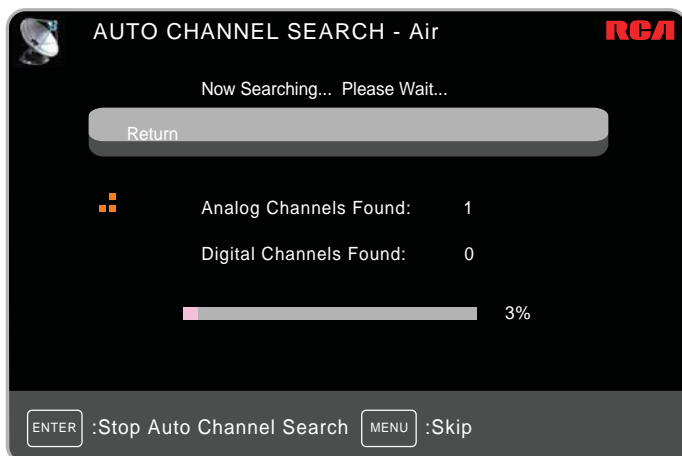 AUTO CHANNEL SEARCH - Air RCA
Now Searching... Please Wait...
Return
Analog Channels Found: 1
Digital Channels Found: 0
3%
ENTER :Stop Auto Channel Search MENU :Skip